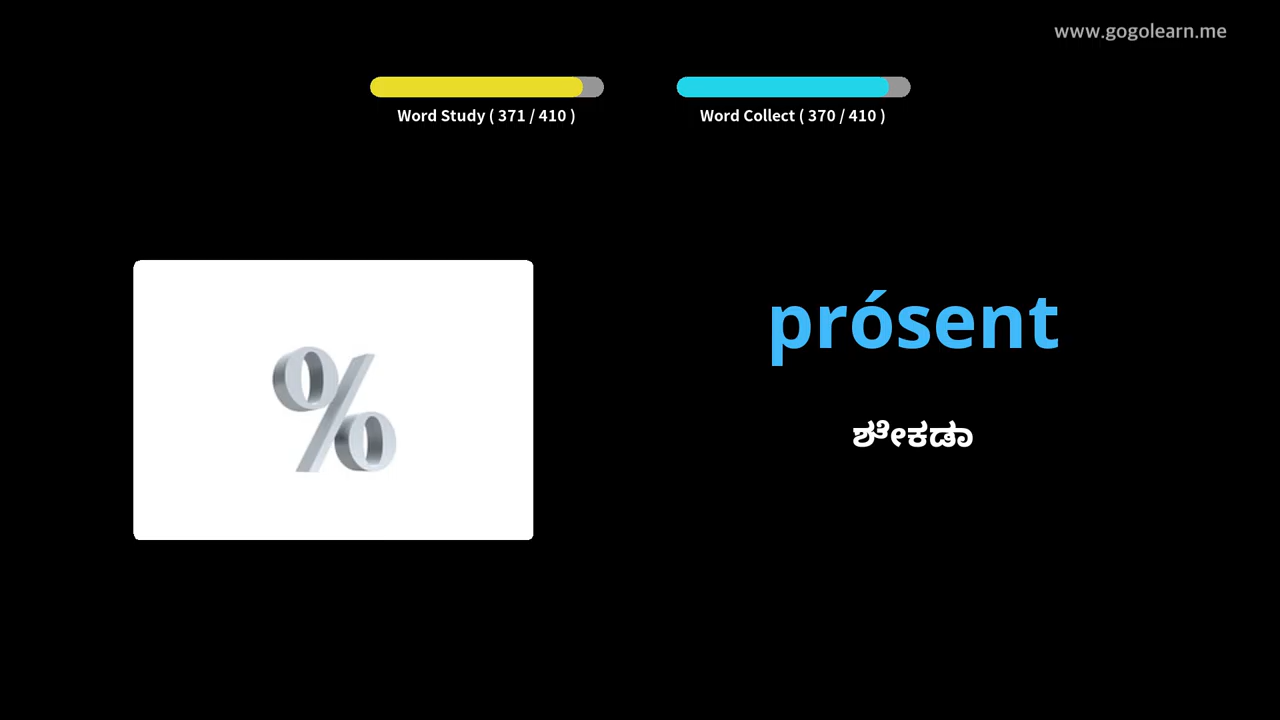 www.gogolearn.me
Word Study ( 371 / 410 )
Word Collect ( 370 / 410 )
%
prósent
ಶೇಕಡಾ